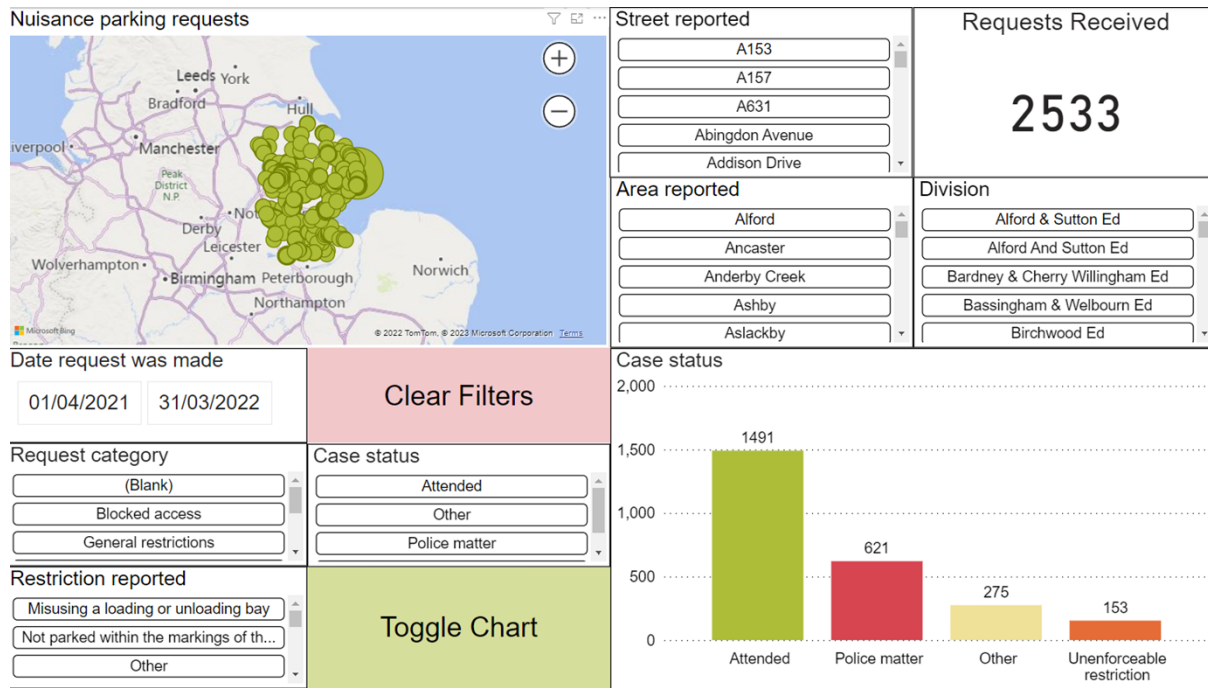 Nuisance parking requests
Leeds York
Bradford
Hull
iverpool
Manchester
Peak
District
N.P.
Not
Derby
Leicester
Wolverhampton
Birmingham Peterborough
Norwich
Northampton
Microsoft Bing
© 2022 TomTom, © 2023 Microsoft Corporation Terms
Street reported
A153
A157
A631
Abingdon Avenue
Addison Drive
Requests Received
2533
Area reported
Alford
Ancaster
Anderby Creek
Ashby
Aslackby
Division
Alford & Sutton Ed
Alford And Sutton Ed
Bardney & Cherry Willingham Ed
Bassingham & Welbourn Ed
Birchwood Ed
Date request was made
01/04/2021 31/03/2022
Clear Filters
Request category
(Blank)
Blocked access
General restrictions
Case status
Attended
Other
Police matter
Restriction reported
Misusing a loading or unloading bay
Not parked within the markings of th...
Other
Toggle Chart
Case status
2,000
1,500
1,000
500
0
1491
621
275
153
Attended
Police matter
Other
Unenforceable
restriction